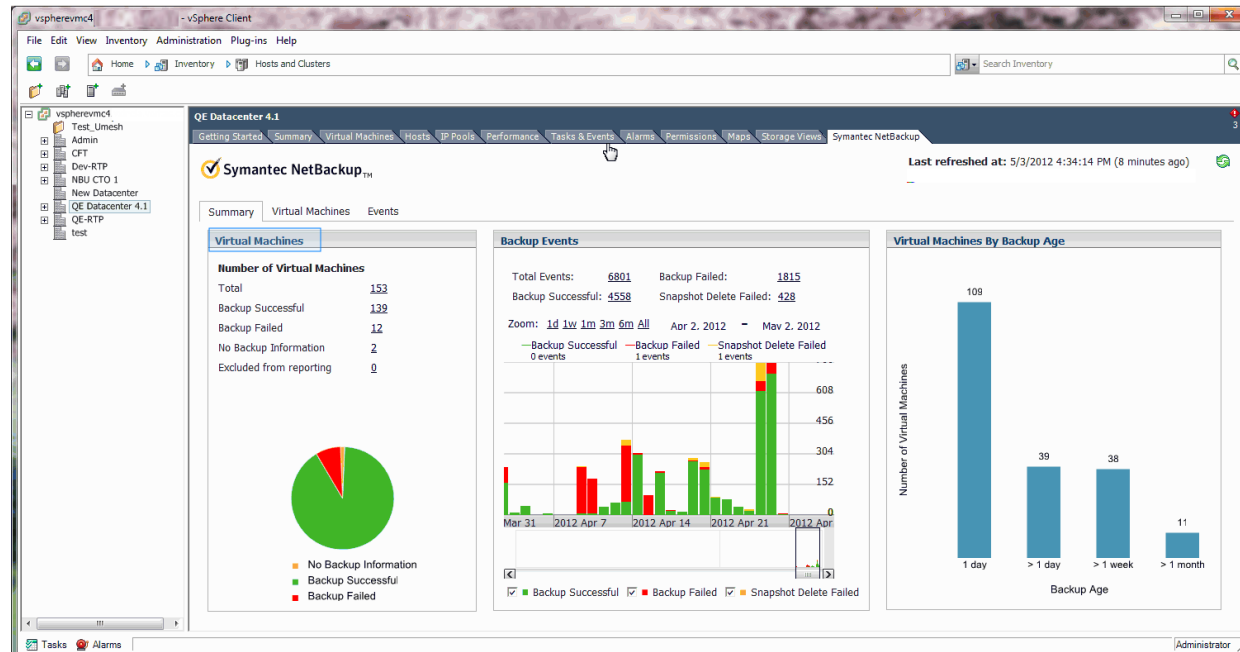 vspherevmc4 - vSphere Client
File Edit View Inventory Administration Plug-ins Help
Home Inventory Hosts and Clusters
Search Inventory
vspherevmc4
Test_Umesh
Admin
CFT
Dev-RTP
NBU CTO 1
New Datacenter
QE Datacenter 4.1
QE-RTP
test
QE Datacenter 4.1
3
Getting Started Summary Virtual Machines Hosts IP Pools Performance Tasks & Events Alarms Permissions Maps Storage Views Symantec NetBackup
Symantec NetBackup TM
Last refreshed at: 5/3/2012 4:34:14 PM (8 minutes ago)
Summary Virtual Machines Events
Virtual Machines
Number of Virtual Machines
Total 153
Backup Successful 139
Backup Failed 12
No Backup Information 2
Excluded from reporting 0
No Backup Information
Backup Successful
Backup Failed
Backup Events
Total Events: 6801 Backup Failed: 1815
Backup Successful: 4558 Snapshot Delete Failed: 428
Zoom: 1d 1w 1m 3m 6m All Apr 2, 2012 - May 2, 2012
Backup Successful Backup Failed Snapshot Delete Failed
0 events 1 events 1 events
608
456
304
152
0
Mar 31 2012 Apr 7 2012 Apr 14 2012 Apr 21 2012 Apr
Backup Successful Backup Failed Snapshot Delete Failed
Virtual Machines By Backup Age
Number of Virtual Machines
109
39
38
11
1 day > 1 day > 1 week > 1 month
Backup Age
Tasks Alarms
Administrator